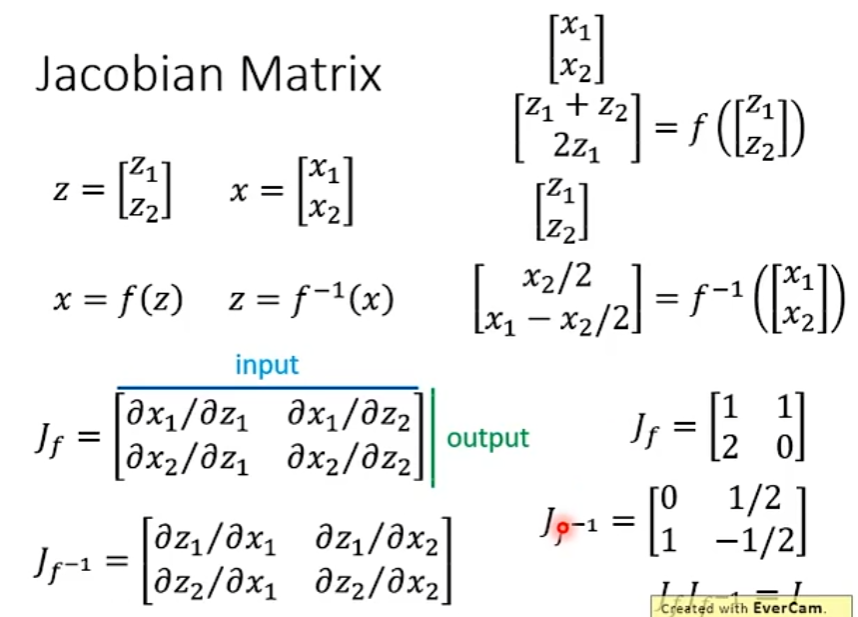 Jacobian Matrix
z = [z₁ z₂] x = [x₁ x₂]
x = f(z) z = f⁻¹(x)
input
J_f = [∂x₁/∂z₁ ∂x₁/∂z₂
∂x₂/∂z₁ ∂x₂/∂z₂]
output
J_f⁻¹ = [∂z₁/∂x₁ ∂z₁/∂x₂
∂z₂/∂x₁ ∂z₂/∂x₂]
[x₁
x₂]
[z₁ + z₂
2z₁] = f([z₁ z₂])
[z₁
z₂]
[x₂/2
x₁ − x₂/2] = f⁻¹([x₁ x₂])
J_f = [1 1
2 0]
J_f⁻¹ = [0 1/2
1 −1/2]
Created with EverCam.